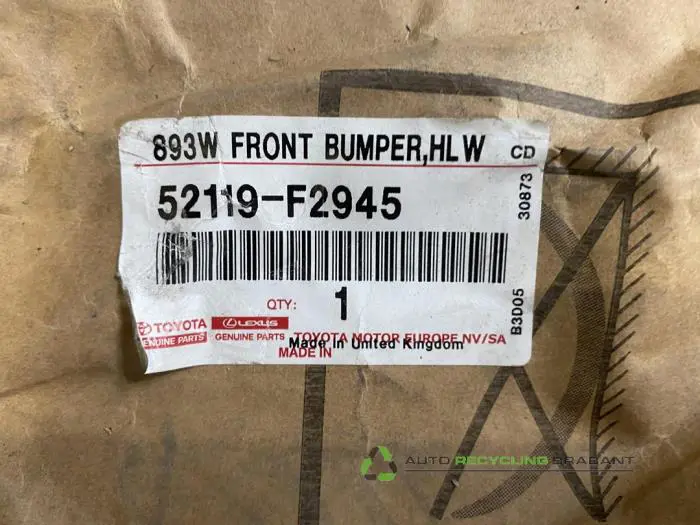 893W FRONT BUMPER,HLW
52119-F2945
CD
30873
B3D05
QTY: 1
TOYOTA
GENUINE PARTS
LEXUS
GENUINE PARTS
TOYOTA MOTOR EUROPE NV/SA
Made in United Kingdom
MADE IN
AUTO RECYCLING BRABANT